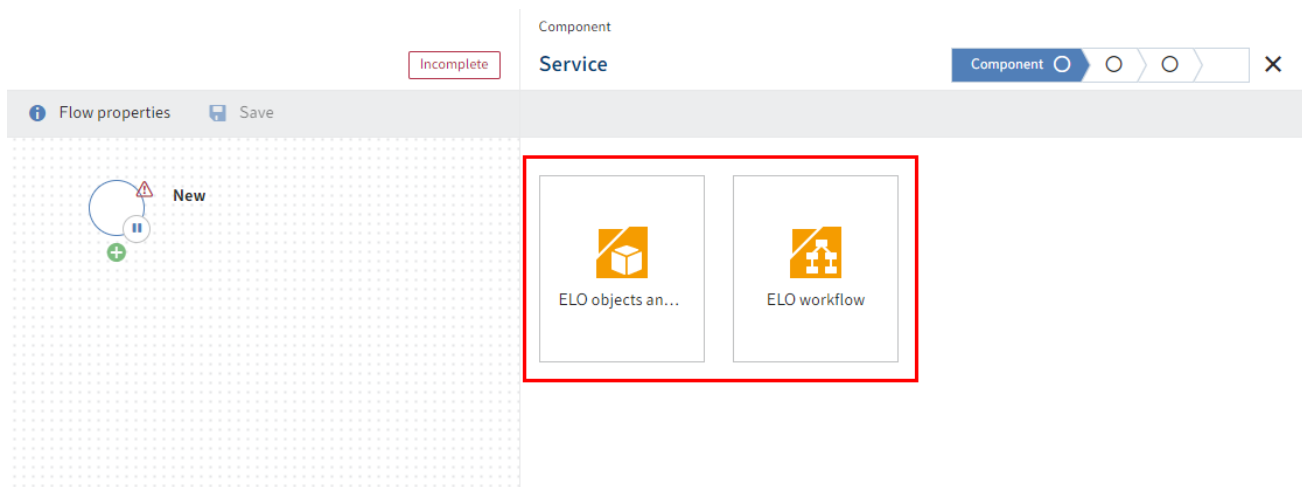 Component
Incomplete
Service
Component
Flow properties
Save
New
ELO objects an...
ELO workflow